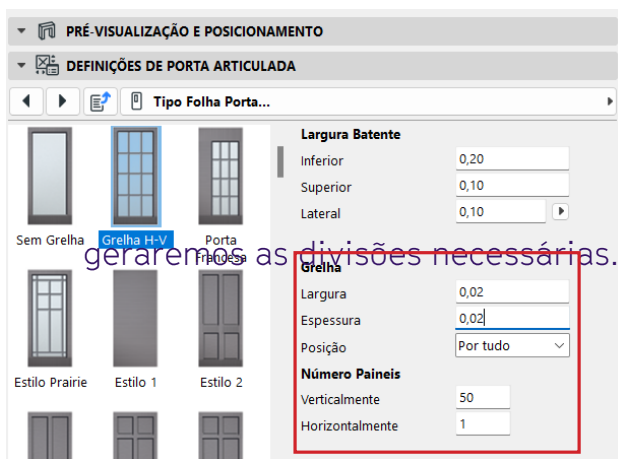 PRÉ-VISUALIZAÇÃO E POSICIONAMENTO
DEFINIÇÕES DE PORTA ARTICULADA
Tipo Folha Porta...
Sem Grelha
Grelha H-V
Porta
Francesa
Estilo Prairie
Estilo 1
Estilo 2
Largura Batente
Inferior 0,20
Superior 0,10
Lateral 0,10
geraremos as divisões necessárias.
Grelha
Largura 0,02
Espessura 0,02
Posição Por tudo
Número Paineis
Verticalmente 50
Horizontalmente 1